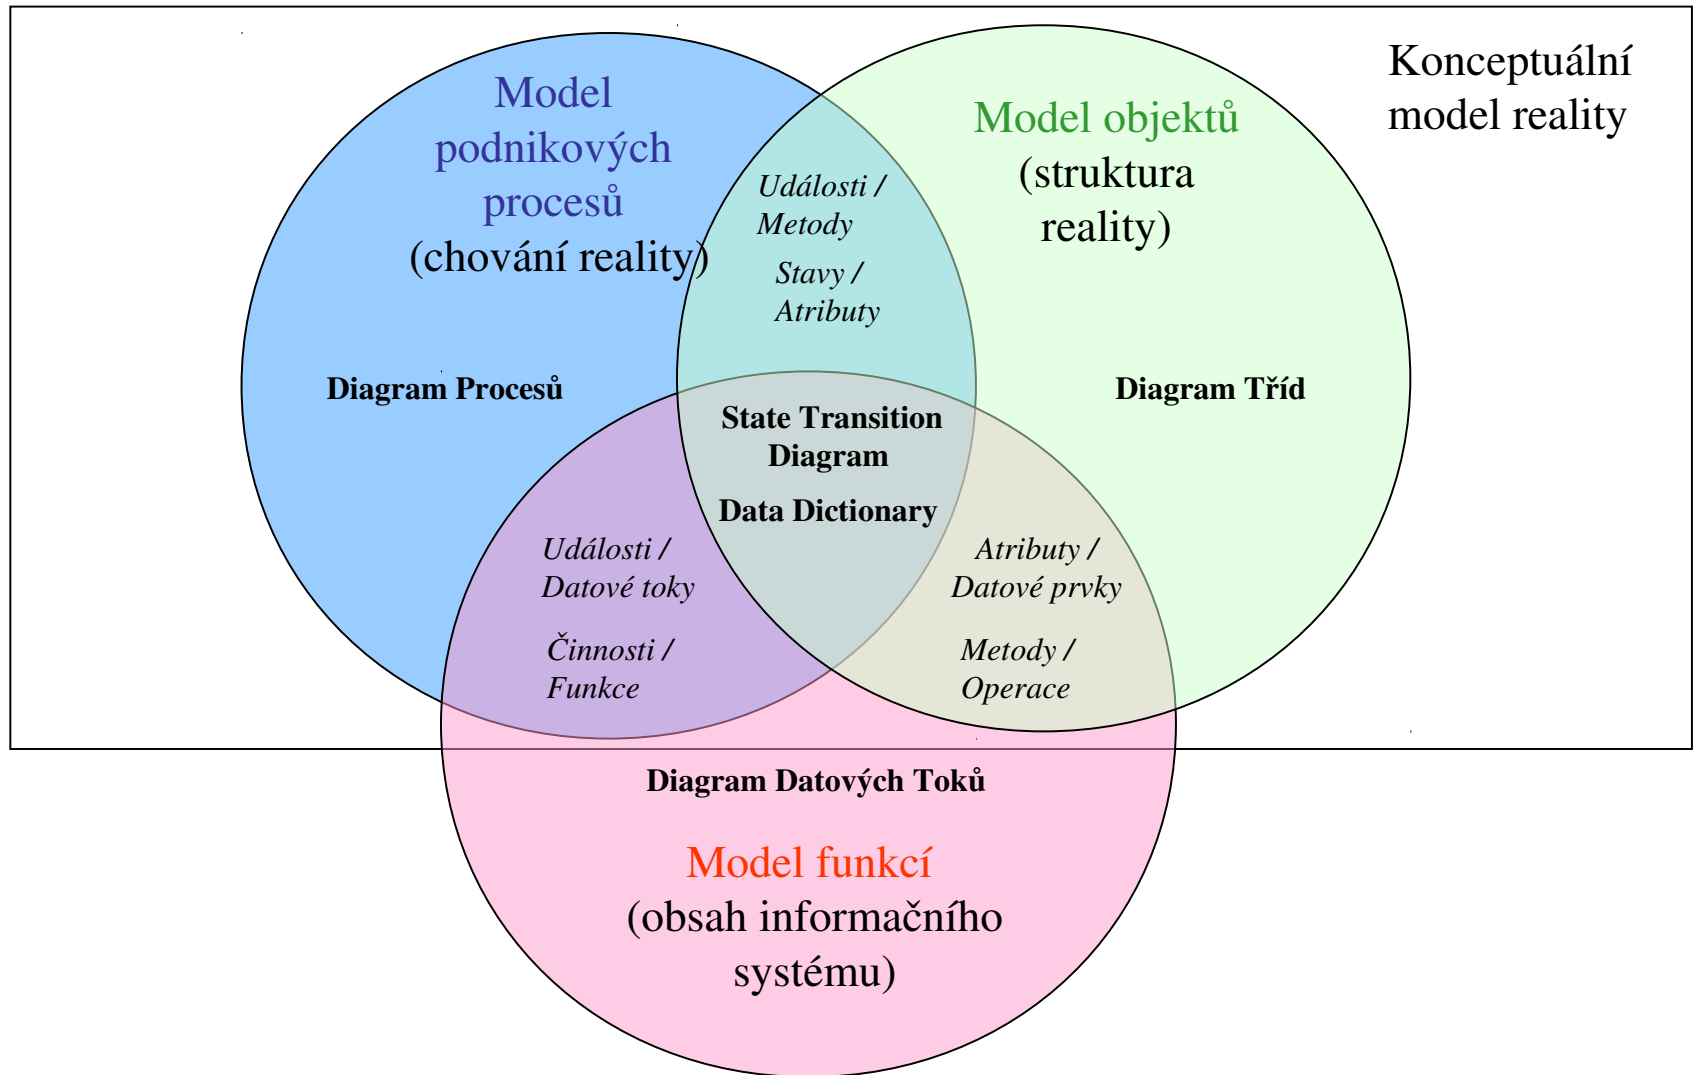 Konceptuální
model reality
Model
podnikových
procesů
(chování reality)
Model objektů
(struktura
reality)
Události /
Metody
Stavy /
Atributy
Diagram Procesů
Diagram Tříd
State Transition
Diagram
Data Dictionary
Události /
Datové toky
Činnosti /
Funkce
Atributy /
Datové prvky
Metody /
Operace
Diagram Datových Toků
Model funkcí
(obsah informačního
systému)